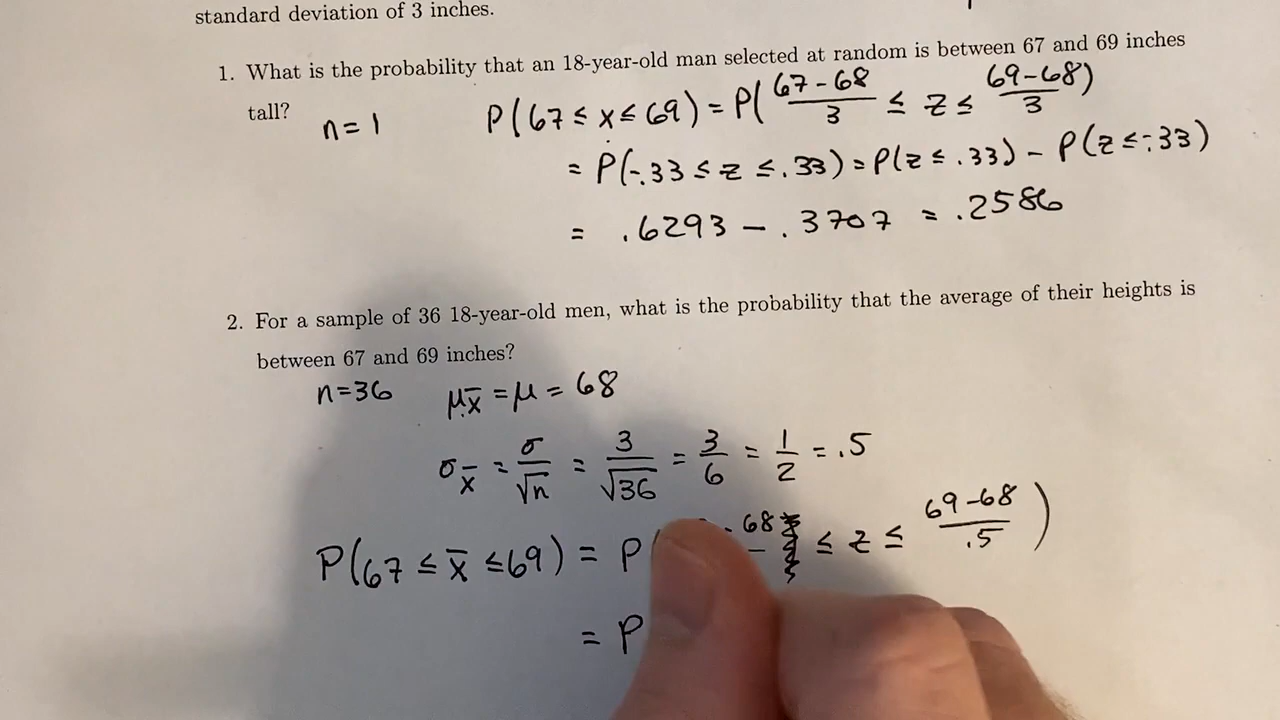 standard deviation of 3 inches.
1. What is the probability that an 18-year-old man selected at random is between 67 and 69 inches
tall?
n=1
P(67 ≤ x ≤ 69) = P( (67-68)/3 ≤ z ≤ (69-68)/3 )
= P(-.33 ≤ z ≤ .33) = P(z ≤ .33) - P(z ≤ -.33)
= .6293 - .3707 = .2586
2. For a sample of 36 18-year-old men, what is the probability that the average of their heights is
between 67 and 69 inches?
n=36 μx̄ = μ = 68
σx̄ = σ/√n = 3/√36 = 3/6 = 1/2 = .5
P(67 ≤ x̄ ≤ 69) = P 68 ≤ z ≤ (69-68)/.5 )
= P